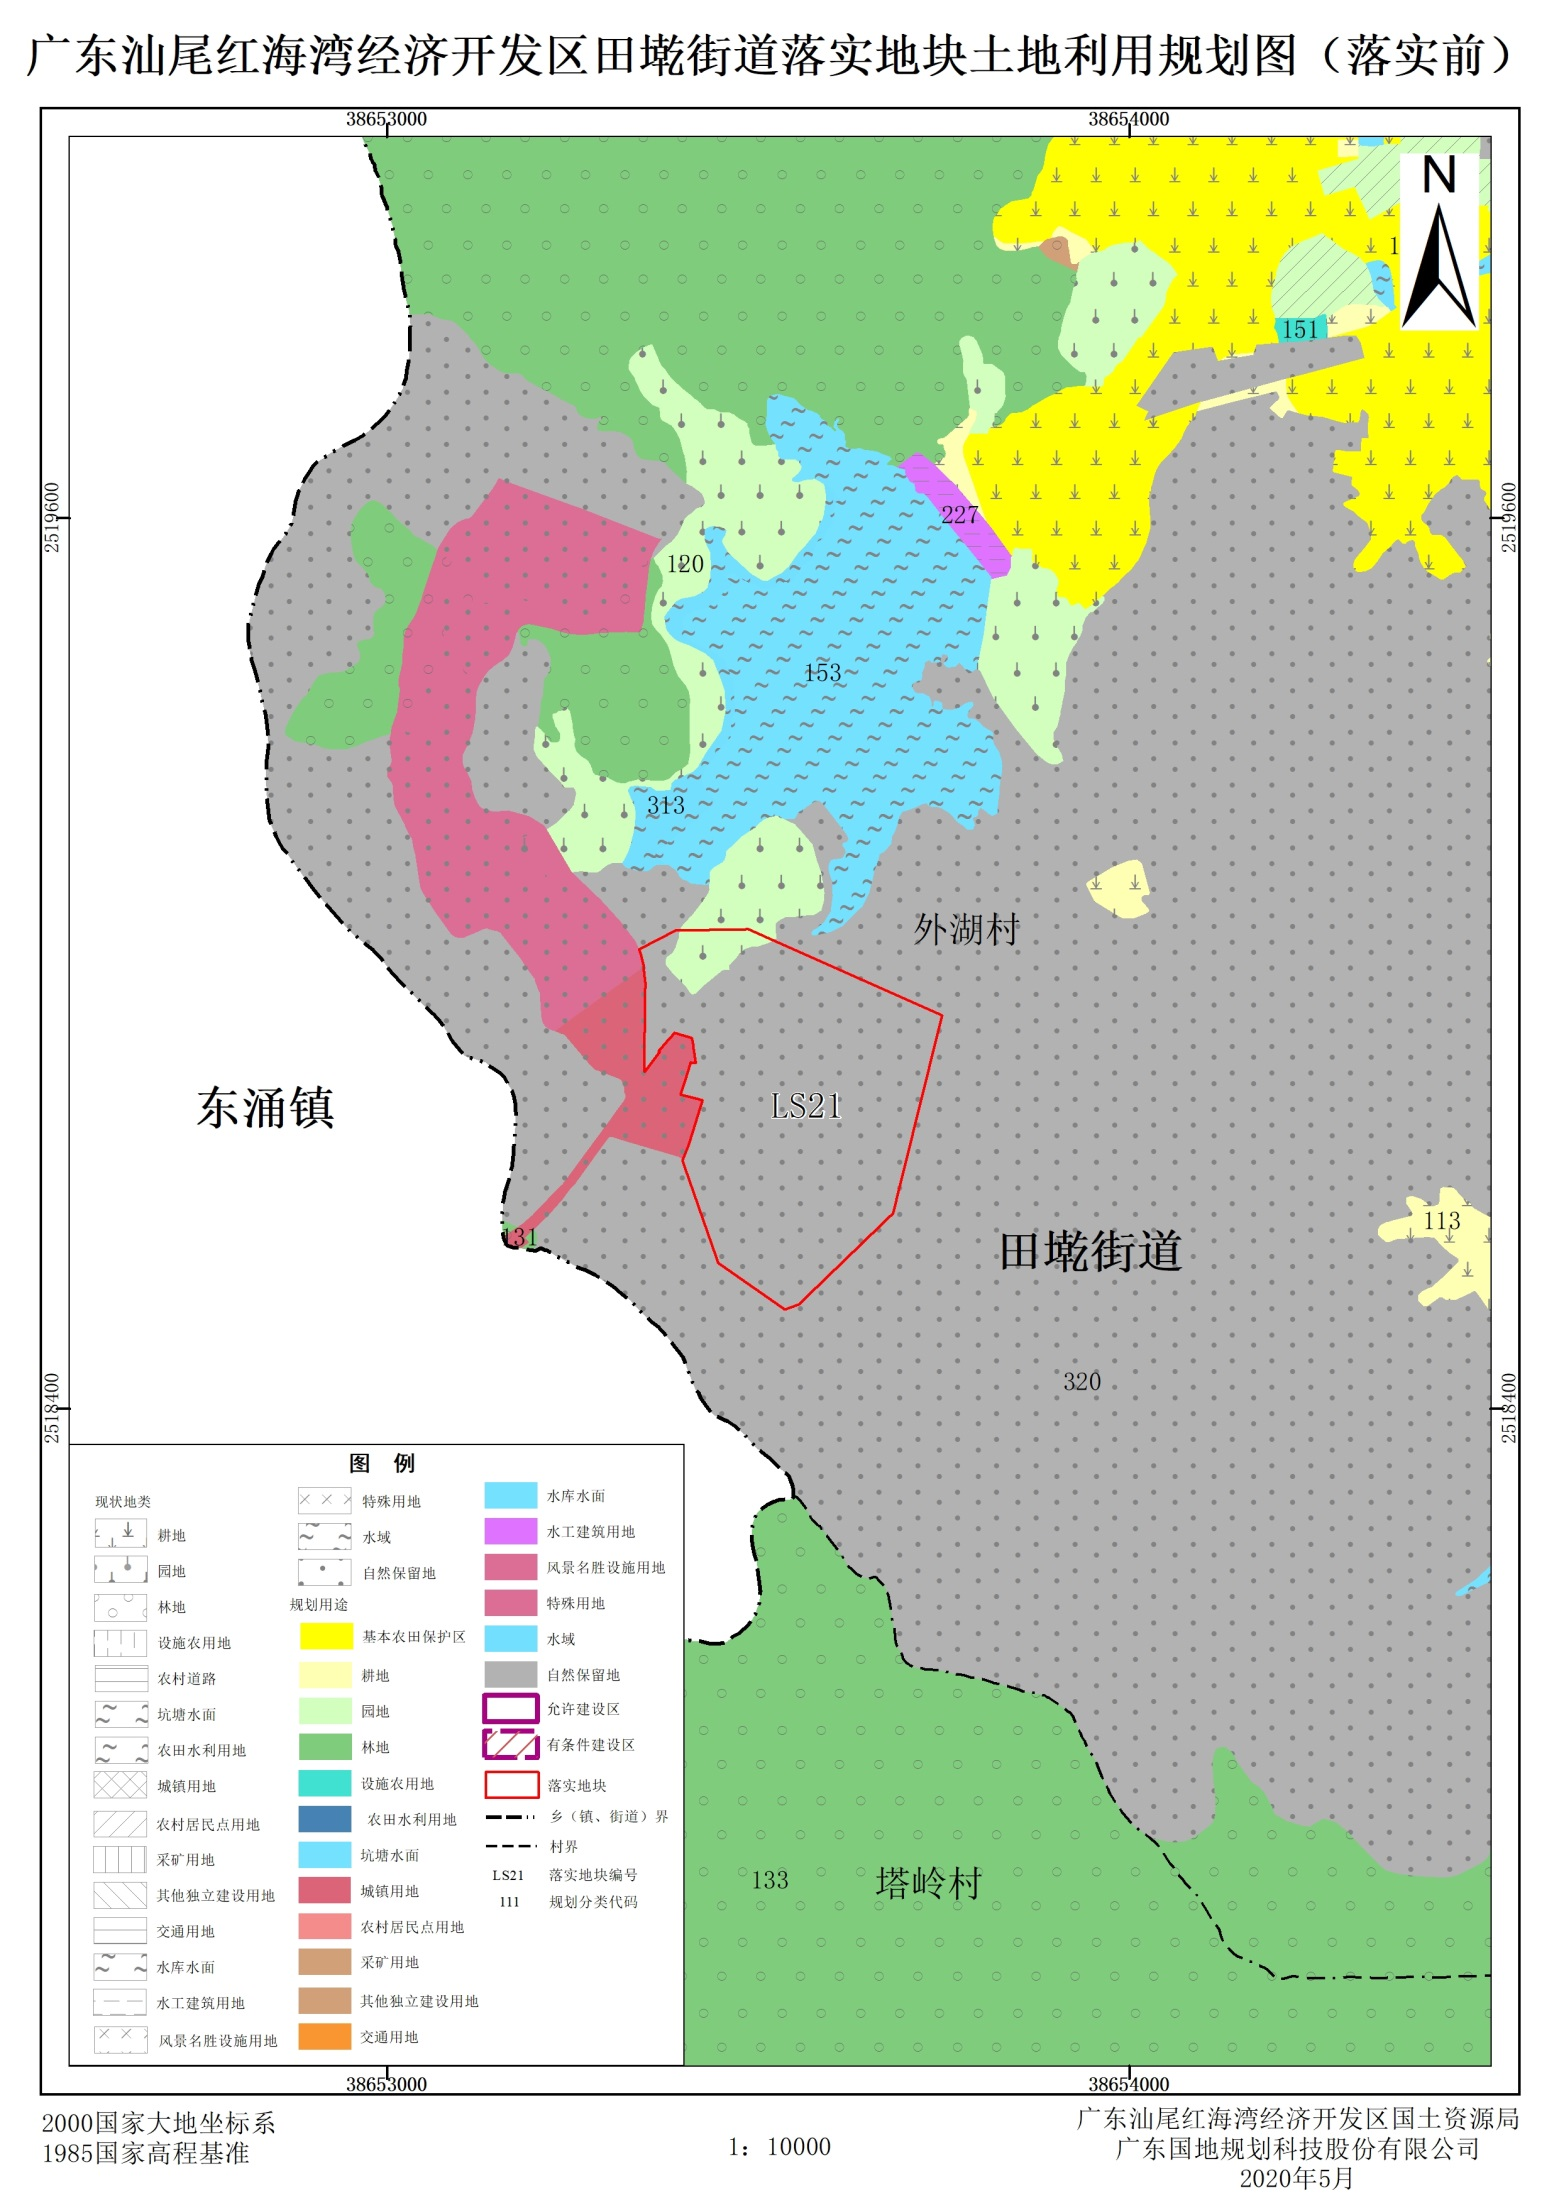 广东汕尾红海湾经济开发区田墘街道落实地块土地利用规划图（落实前）
38653000
38654000
N
1
151
2519600
2519600
227
120
153
313
外湖村
东涌镇
LS21
113
131
田墘街道
320
2518400
2518400
图 例
现状地类
耕地
园地
林地
设施农用地
农村道路
坑塘水面
农田水利用地
城镇用地
农村居民点用地
采矿用地
其他独立建设用地
交通用地
水库水面
水工建筑用地
风景名胜设施用地
特殊用地
水域
自然保留地
规划用途
基本农田保护区
耕地
园地
林地
设施农用地
农田水利用地
坑塘水面
城镇用地
农村居民点用地
采矿用地
其他独立建设用地
交通用地
水库水面
水工建筑用地
风景名胜设施用地
特殊用地
水域
自然保留地
允许建设区
有条件建设区
落实地块
乡（镇、街道）界
村界
LS21 落实地块编号
111 规划分类代码
133
塔岭村
38653000
38654000
2000国家大地坐标系
1985国家高程基准
1：10000
广东汕尾红海湾经济开发区国土资源局
广东国地规划科技股份有限公司
2020年5月